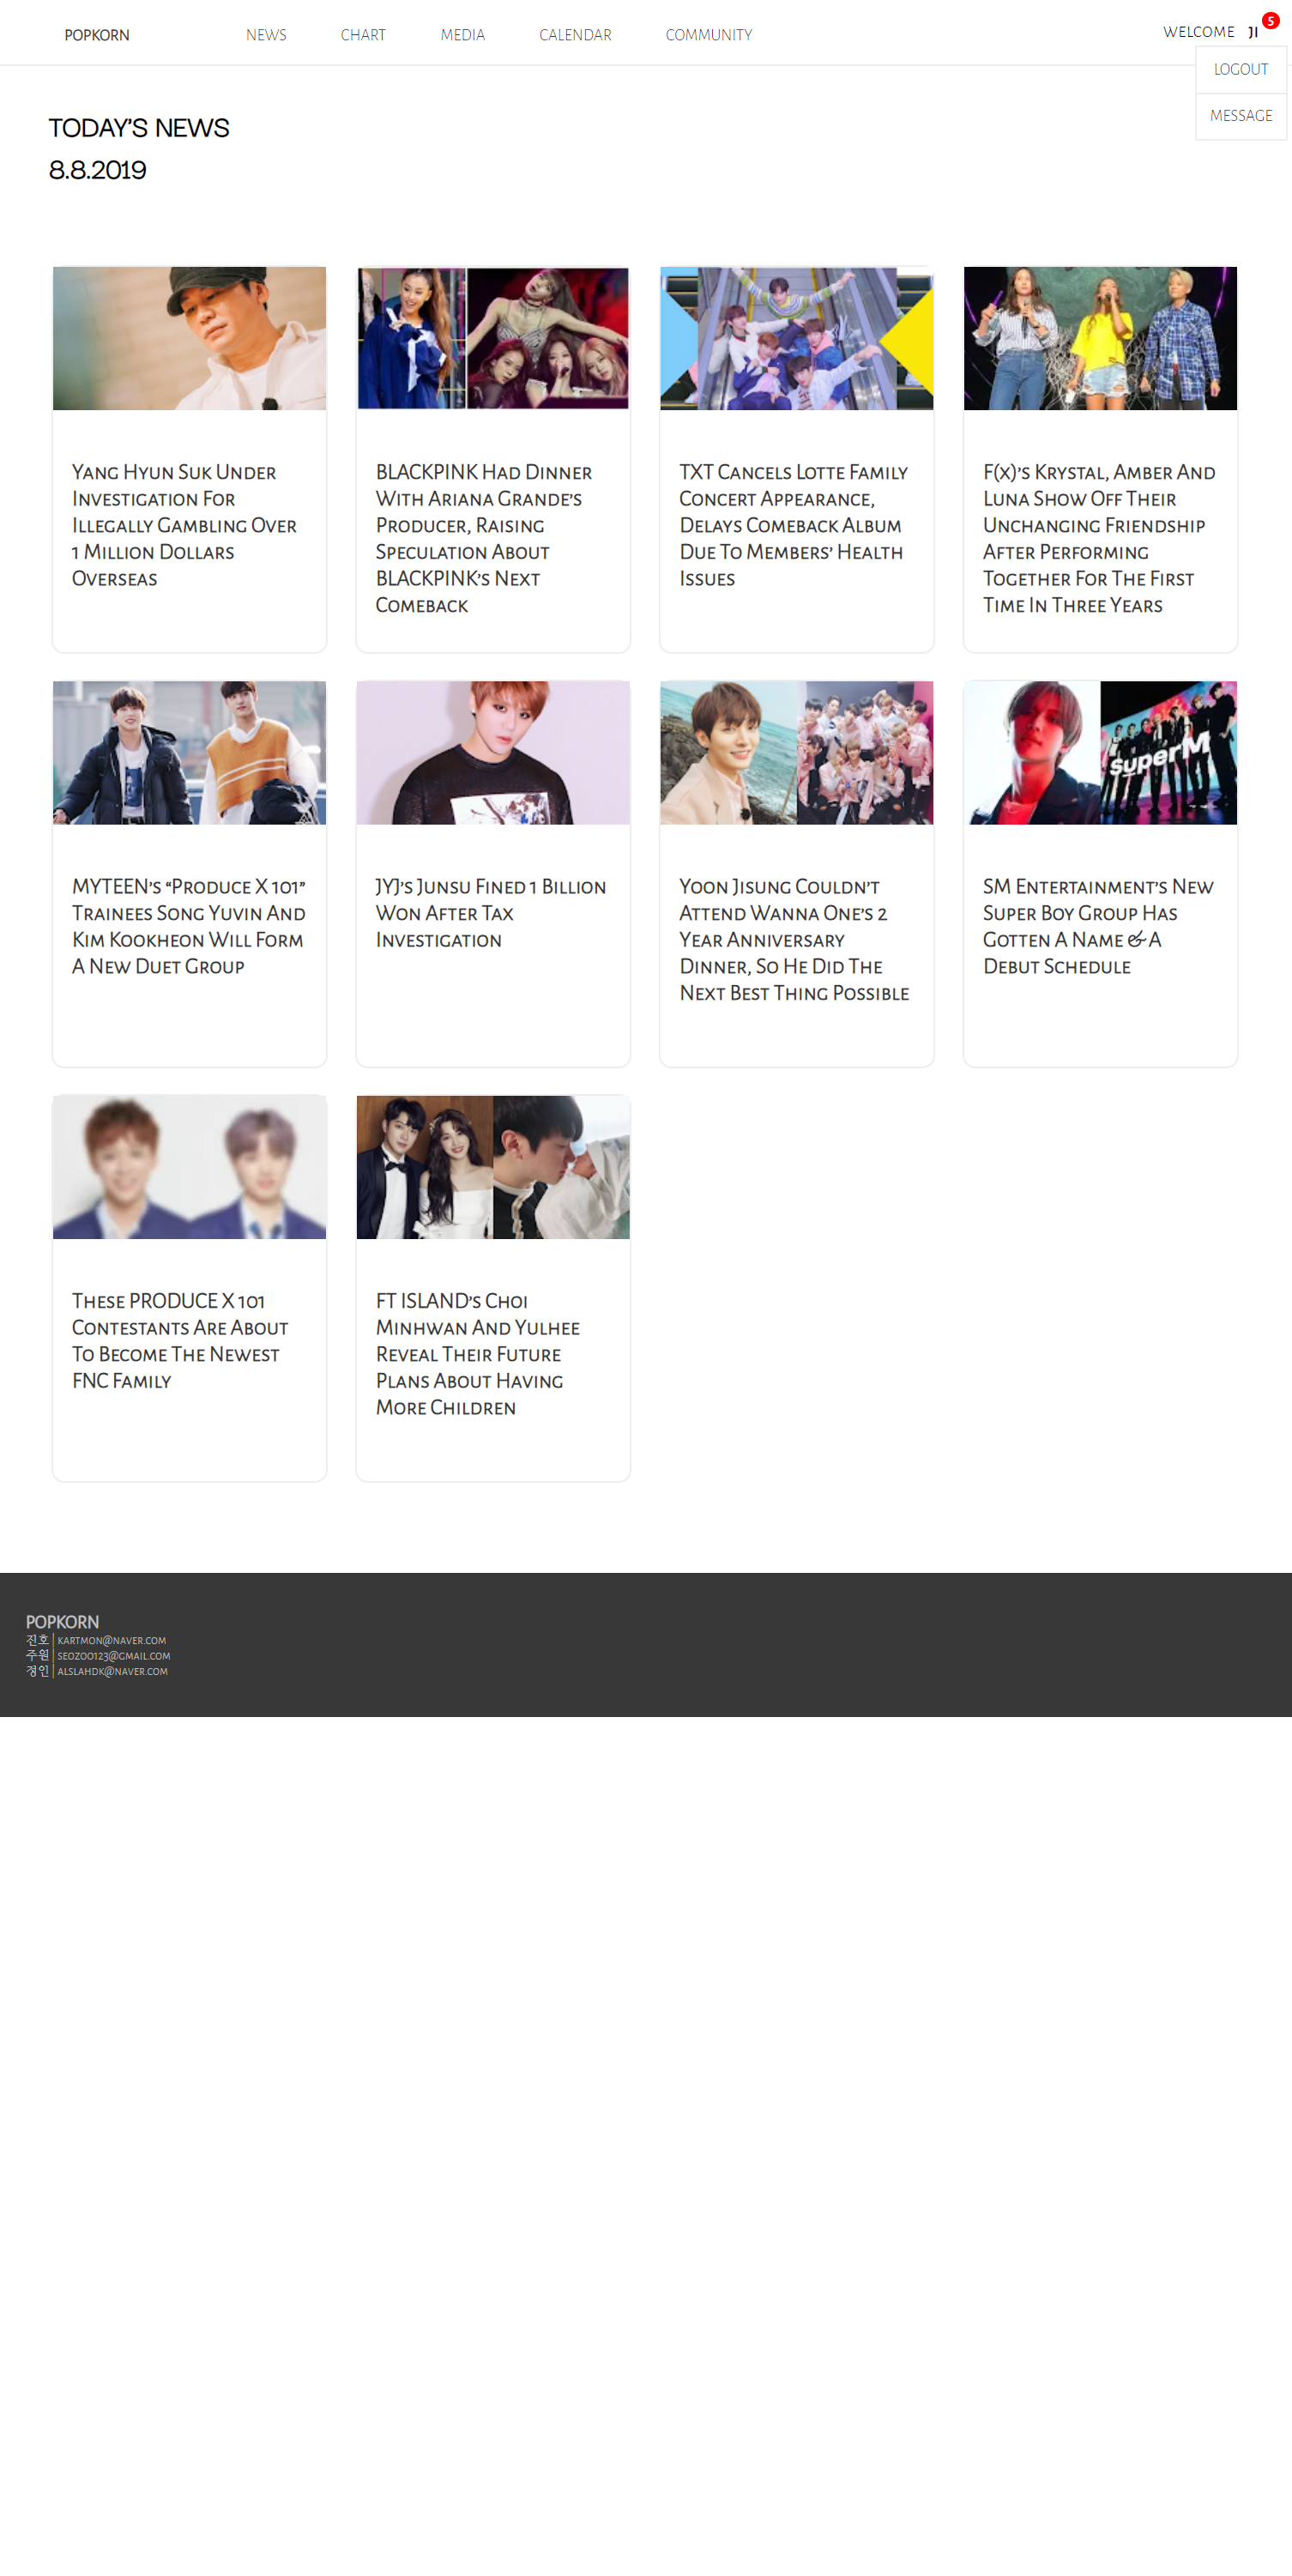 POPKORN NEWS CHART MEDIA CALENDAR COMMUNITY WELCOME JI 5
LOGOUT
MESSAGE
TODAY'S NEWS
8.8.2019
Yang Hyun Suk Under
Investigation For
Illegally Gambling Over
1 Million Dollars
Overseas
BLACKPINK Had Dinner
With Ariana Grande's
Producer, Raising
Speculation About
BLACKPINK's Next
Comeback
TXT Cancels Lotte Family
Concert Appearance,
Delays Comeback Album
Due To Members' Health
Issues
F(x)'s Krystal, Amber And
Luna Show Off Their
Unchanging Friendship
After Performing
Together For The First
Time In Three Years
SuperM
MYTEEN's “Produce X 101”
Trainees Song Yuvin And
Kim Kookheon Will Form
A New Duet Group
JYJ's Junsu Fined 1 Billion
Won After Tax
Investigation
Yoon Jisung Couldn't
Attend Wanna One's 2
Year Anniversary
Dinner, So He Did The
Next Best Thing Possible
SM Entertainment's New
Super Boy Group Has
Gotten A Name & A
Debut Schedule
These PRODUCE X 101
Contestants Are About
To Become The Newest
FNC Family
FT ISLAND's Choi
Minhwan And Yulhee
Reveal Their Future
Plans About Having
More Children
POPKORN
진호 | kartmon@naver.com
주원 | seozoo123@gmail.com
정인 | alslahdk@naver.com